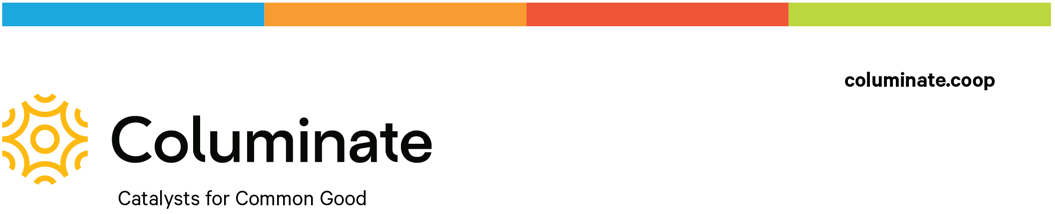 columinate.coop
Columinate
Catalysts for Common Good